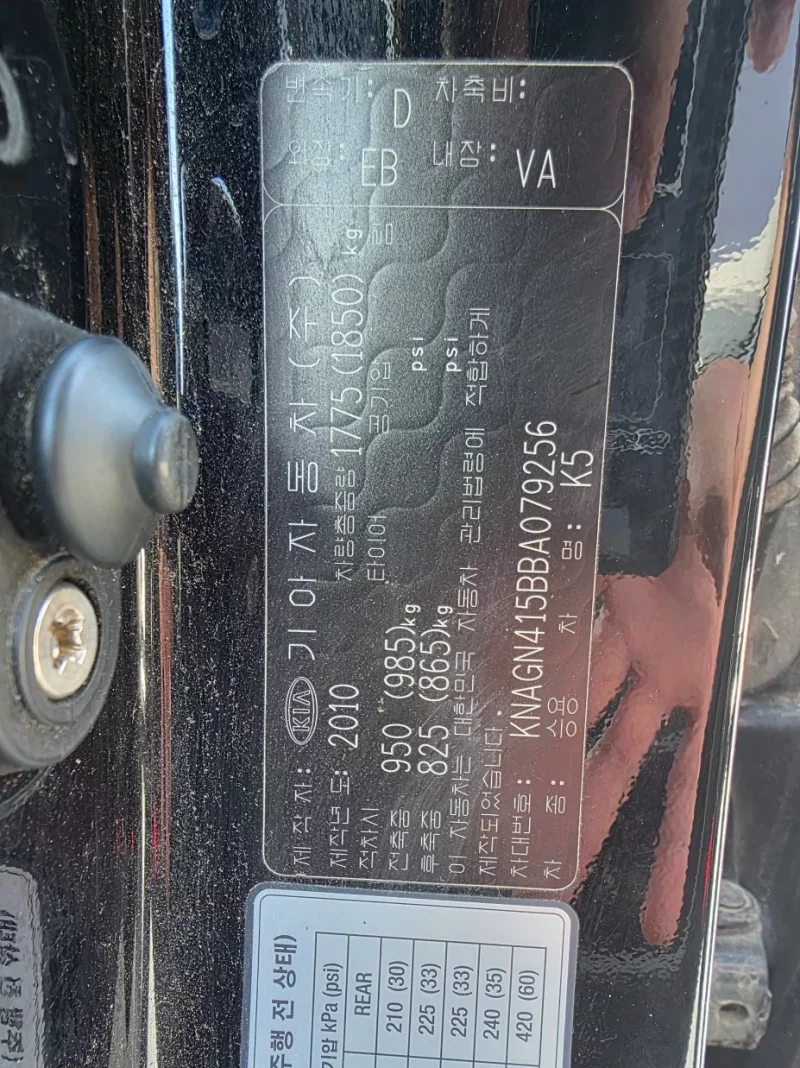 변속기: D 차축비:
외장: EB 내장: VA
제 작 자: KIA 기 아 자 동 차 ( 주 )
제작년 도: 2010 차량총중량 1775 (1850) kg 름
적차시 타이어 공기압
전축중 950 (985)kg psi
후축중 825 (865)kg psi
이 자동차는 대한민국 자동차 관리법령에 적합하게
제작되었습니다.
차대번호: KNAGN415BBA079256
차 종: 승용 차 명: K5
주행 전 상태)
기압 kPa (psi)
REAR
210 (30)
225 (33)
225 (33)
240 (35)
420 (60)